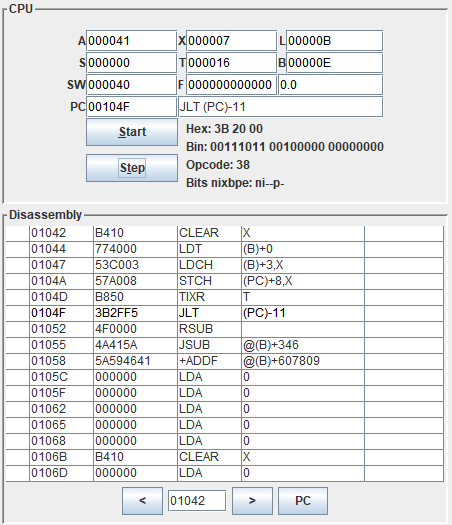 CPU
A 000041 X 000007 L 00000B
S 000000 T 000016 B 00000E
SW 000040 F 000000000000 0.0
PC 00104F JLT (PC)-11
Start Hex: 3B 20 00
Bin: 00111011 00100000 00000000
Step Opcode: 38
Bits nixbpe: ni--p-
Disassembly
01042 B410 CLEAR X
01044 774000 LDT (B)+0
01047 53C003 LDCH (B)+3,X
0104A 57A008 STCH (PC)+8,X
0104D B850 TIXR T
0104F 3B2FF5 JLT (PC)-11
01052 4F0000 RSUB
01055 4A415A JSUB @(B)+346
01058 5A594641 +ADDF @(B)+607809
0105C 000000 LDA 0
0105F 000000 LDA 0
01062 000000 LDA 0
01065 000000 LDA 0
01068 000000 LDA 0
0106B B410 CLEAR X
0106D 000000 LDA 0
< 01042 > PC